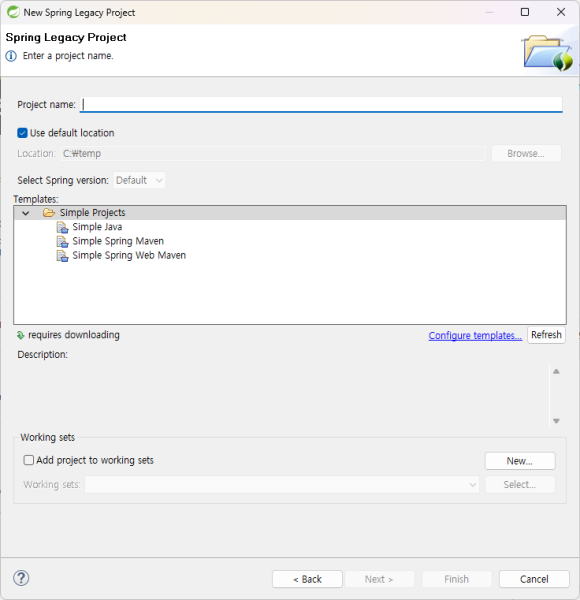 New Spring Legacy Project
Spring Legacy Project
Enter a project name.
Project name:
Use default location
Location: C:₩temp Browse...
Select Spring version: Default
Templates:
Simple Projects
Simple Java
Simple Spring Maven
Simple Spring Web Maven
requires downloading Configure templates... Refresh
Description:
Working sets
Add project to working sets New...
Working sets: Select...
? < Back Next > Finish Cancel